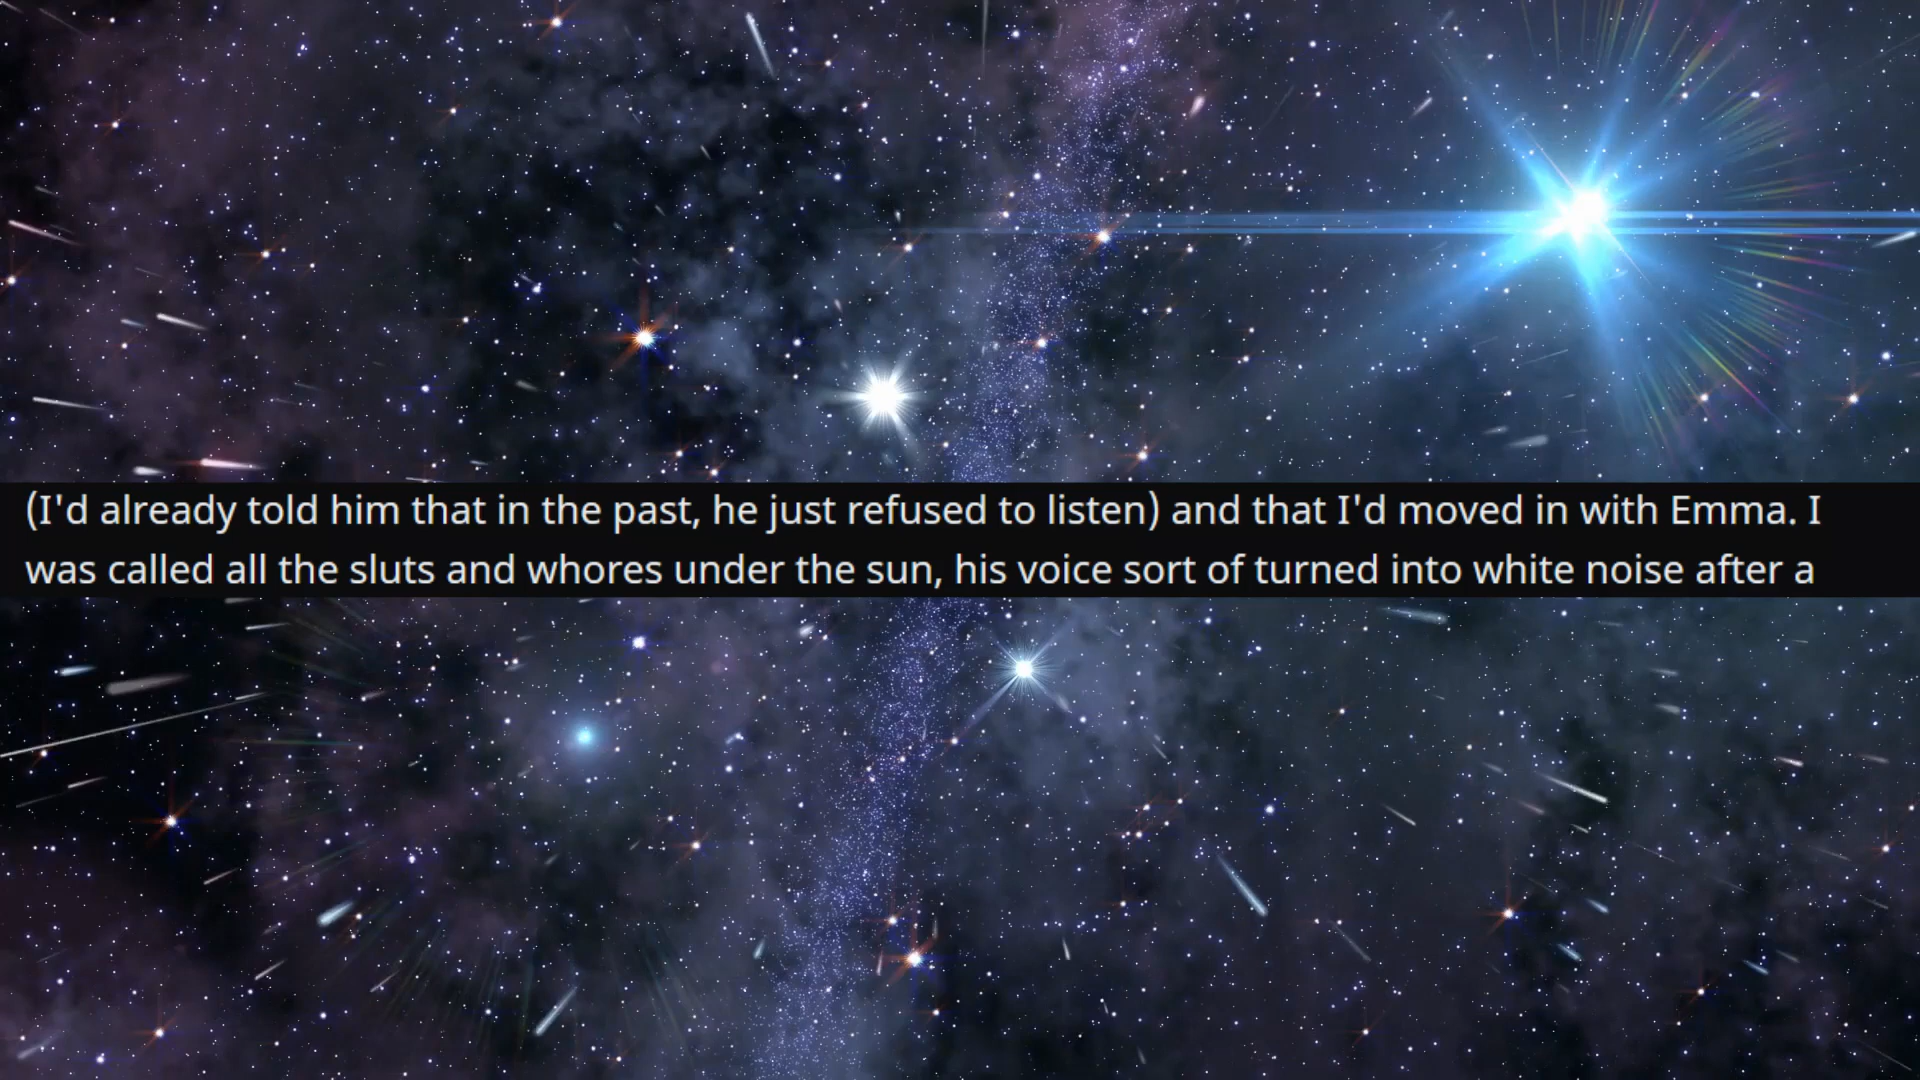 (I'd already told him that in the past, he just refused to listen) and that I'd moved in with Emma. I
was called all the sluts and whores under the sun, his voice sort of turned into white noise after a